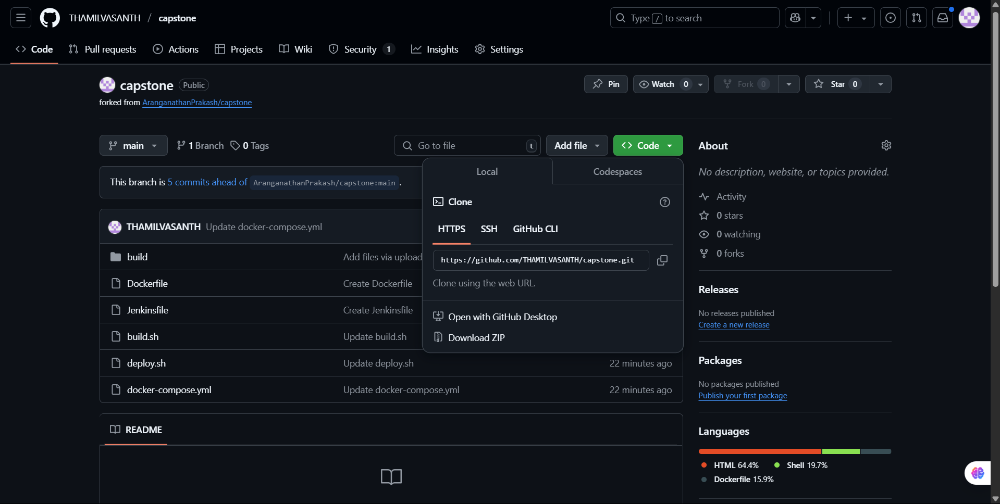 THAMILVASANTH / capstone
Type / to search
Code
Pull requests
Actions
Projects
Wiki
Security 1
Insights
Settings
capstone Public
forked from AranganathanPrakash/capstone
Pin
Watch 0
Fork 0
Star 0
main
1 Branch
0 Tags
Go to file t
Add file
Code
This branch is 5 commits ahead of AranganathanPrakash/capstone:main .
THAMILVASANTH Update docker-compose.yml
build Add files via upload
Dockerfile Create Dockerfile
Jenkinsfile Create Jenkinsfile
build.sh Update build.sh
deploy.sh Update deploy.sh 22 minutes ago
docker-compose.yml Update docker-compose.yml 22 minutes ago
Local
Codespaces
Clone
HTTPS SSH GitHub CLI
https://github.com/THAMILVASANTH/capstone.git
Clone using the web URL.
Open with GitHub Desktop
Download ZIP
README
About
No description, website, or topics provided.
Activity
0 stars
0 watching
0 forks
Releases
No releases published
Create a new release
Packages
No packages published
Publish your first package
Languages
HTML 64.4% Shell 19.7%
Dockerfile 15.9%